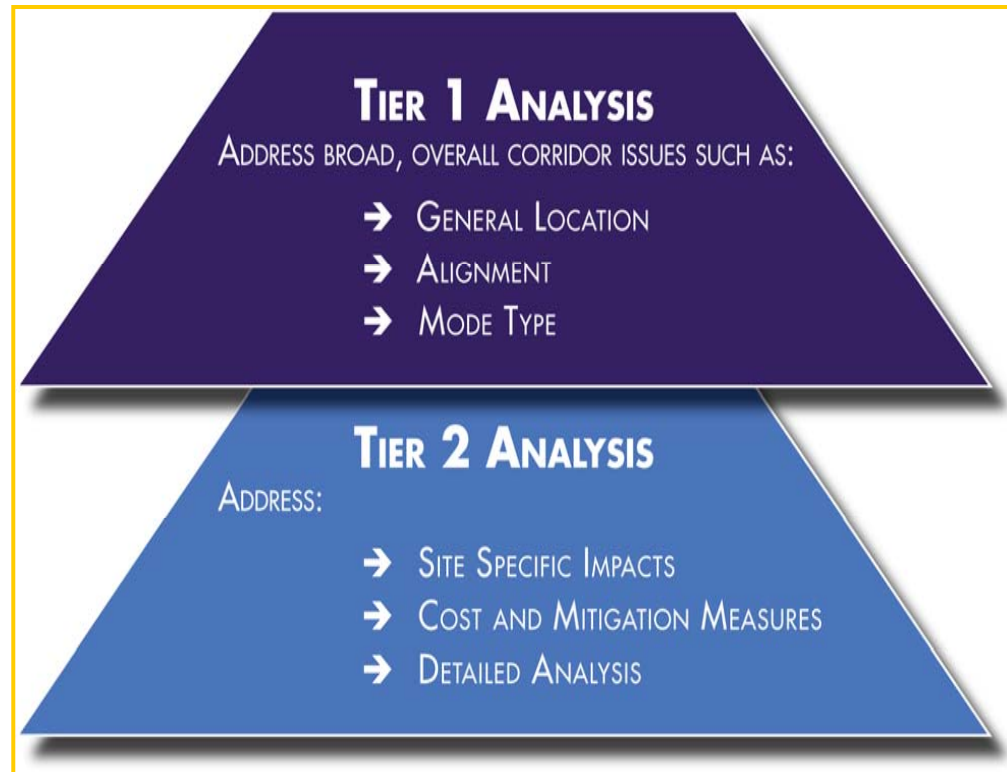 TIER 1 ANALYSIS
ADDRESS BROAD, OVERALL CORRIDOR ISSUES SUCH AS:
→ GENERAL LOCATION
→ ALIGNMENT
→ MODE TYPE
TIER 2 ANALYSIS
ADDRESS:
→ SITE SPECIFIC IMPACTS
→ COST AND MITIGATION MEASURES
→ DETAILED ANALYSIS